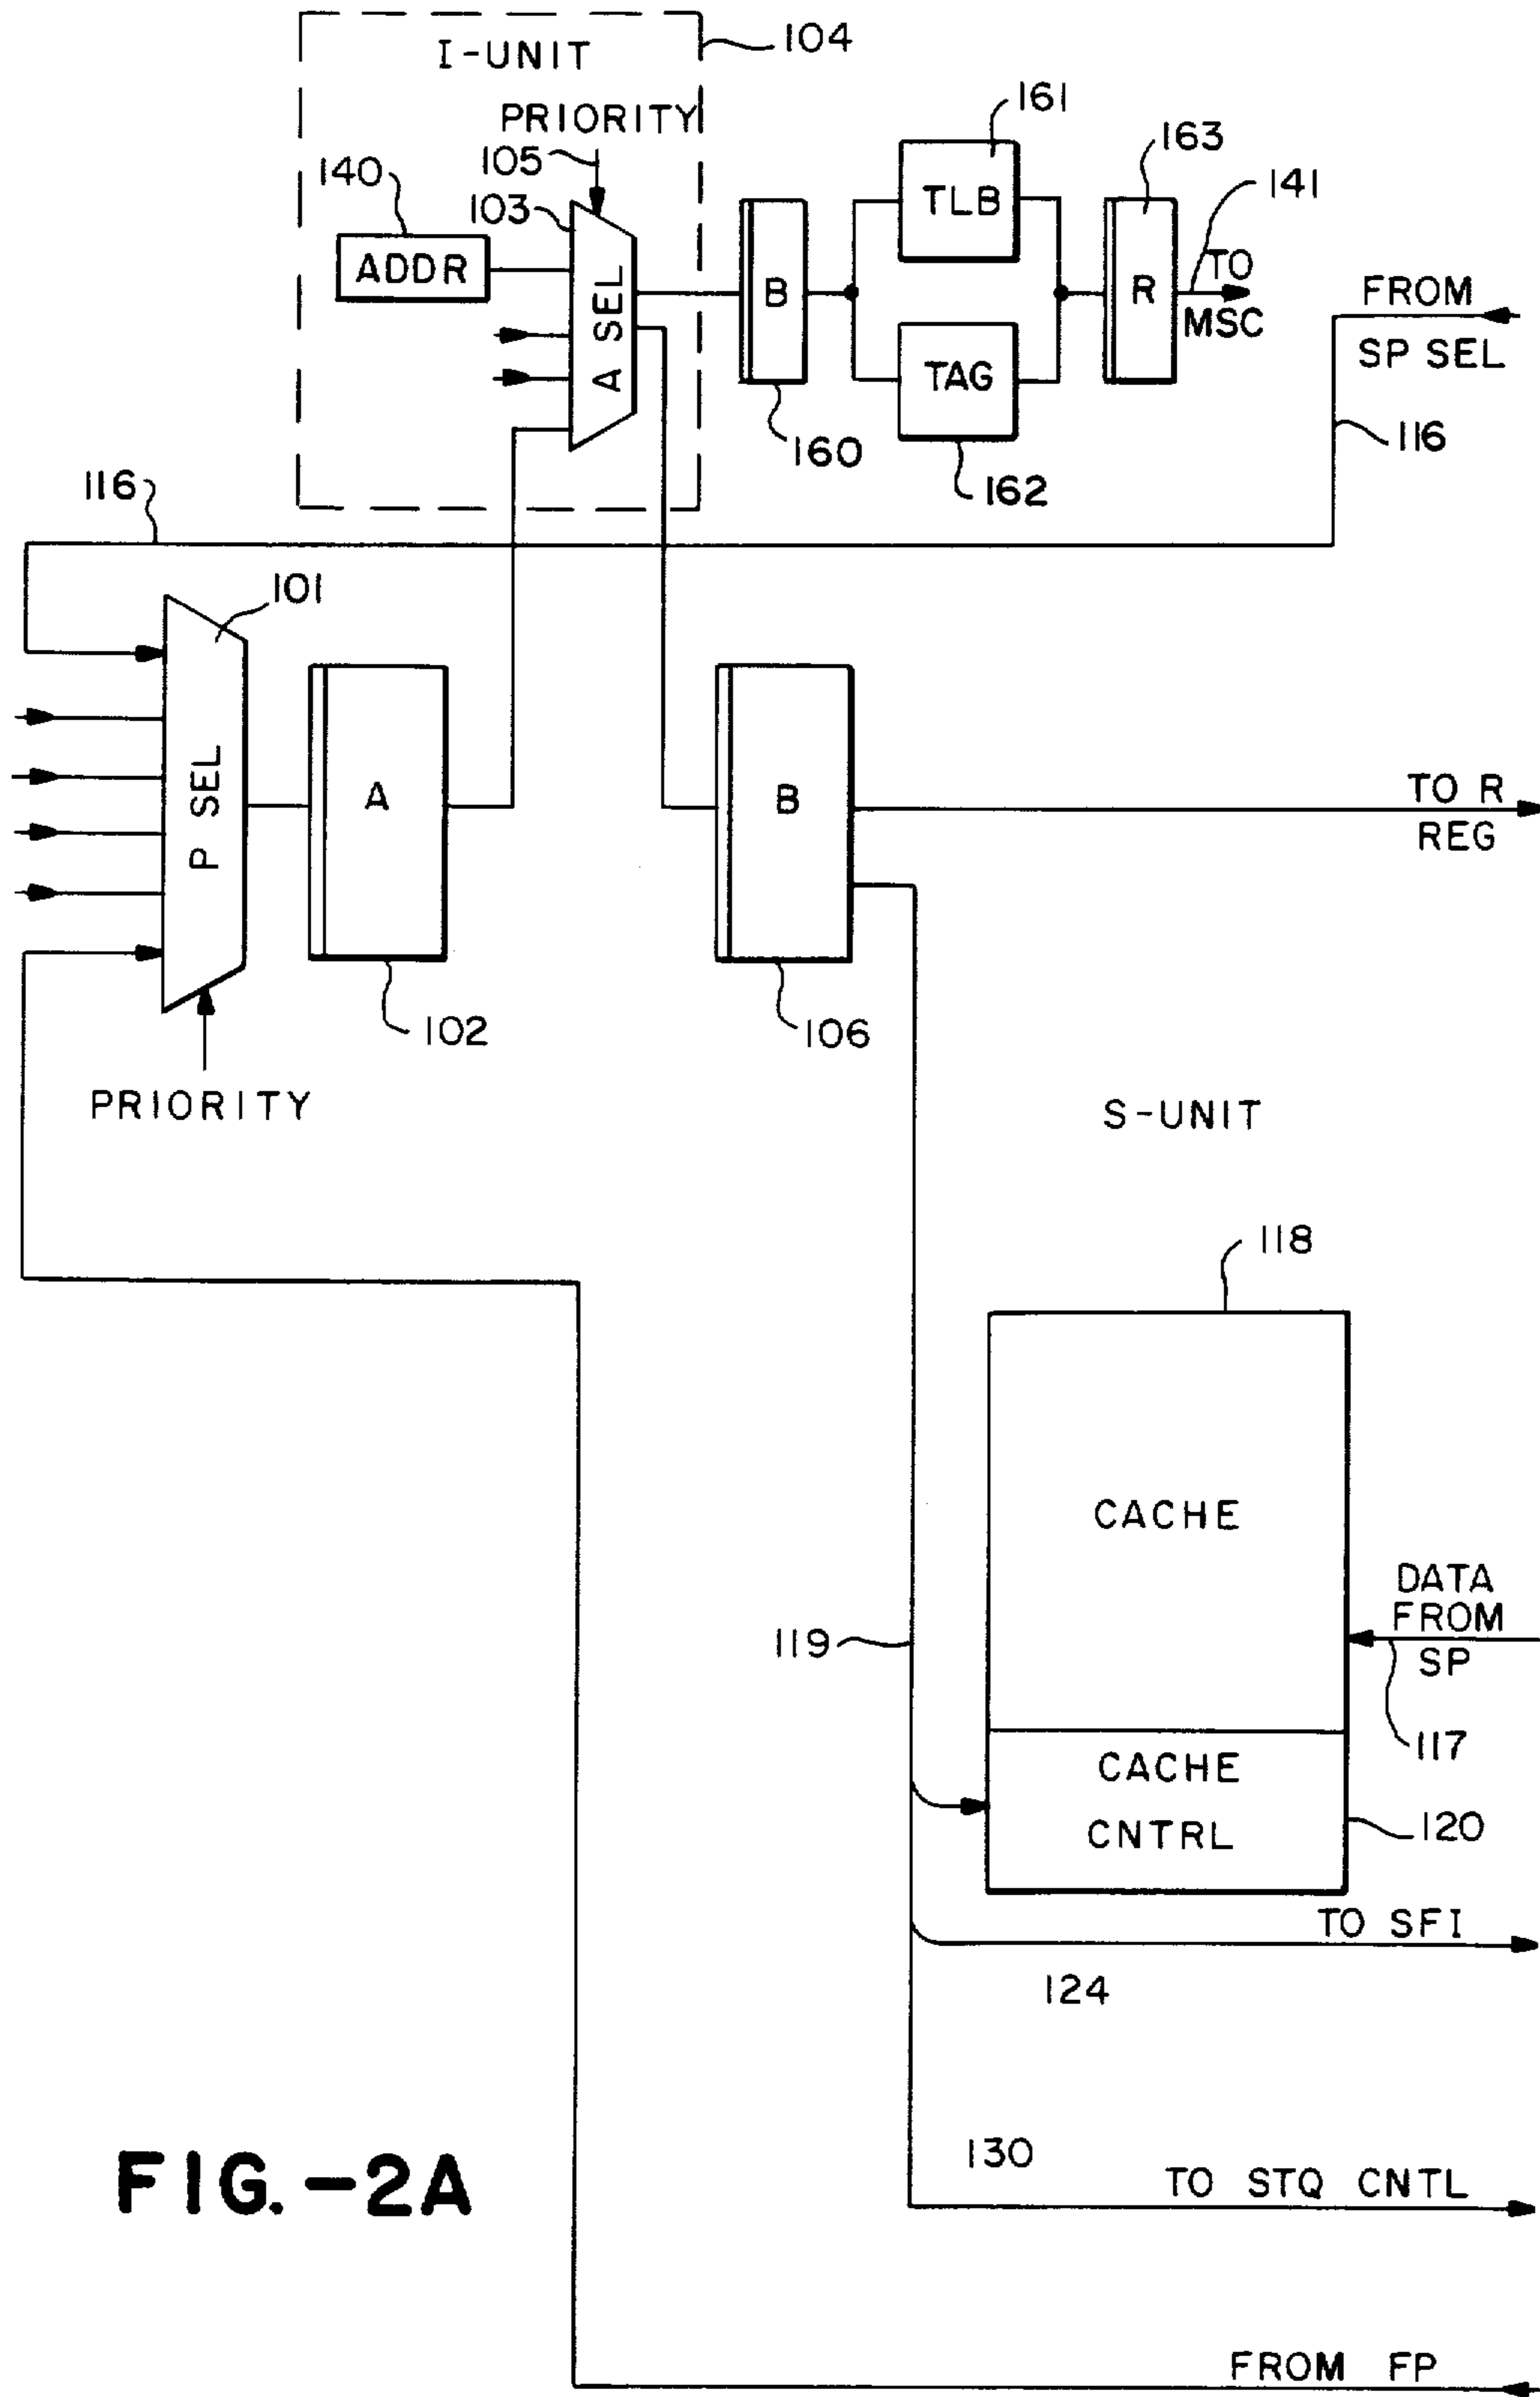 I-UNIT
104
PRIORITY
105
161
163
140
103
141
ADDR
A SEL
B
TLB
TAG
R
TO
MSC
FROM
SP SEL
160
162
116
116
101
P SEL
A
B
TO R
REG
102
106
PRIORITY
S-UNIT
118
CACHE
DATA
FROM
SP
119
117
CACHE
CNTRL
120
TO SFI
124
130
TO STQ CNTL
FIG.-2A
FROM FP